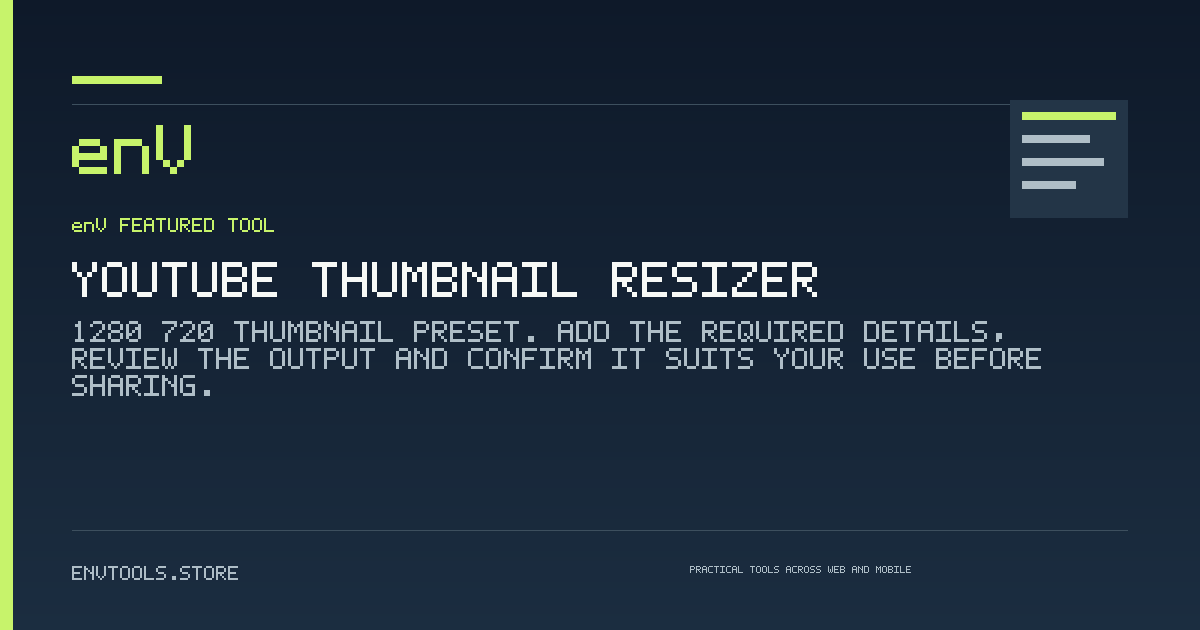 enV
enV FEATURED TOOL
YOUTUBE THUMBNAIL RESIZER
1280 720 THUMBNAIL PRESET. ADD THE REQUIRED DETAILS,
REVIEW THE OUTPUT AND CONFIRM IT SUITS YOUR USE BEFORE
SHARING.
ENVTOOLS.STORE
PRACTICAL TOOLS ACROSS WEB AND MOBILE